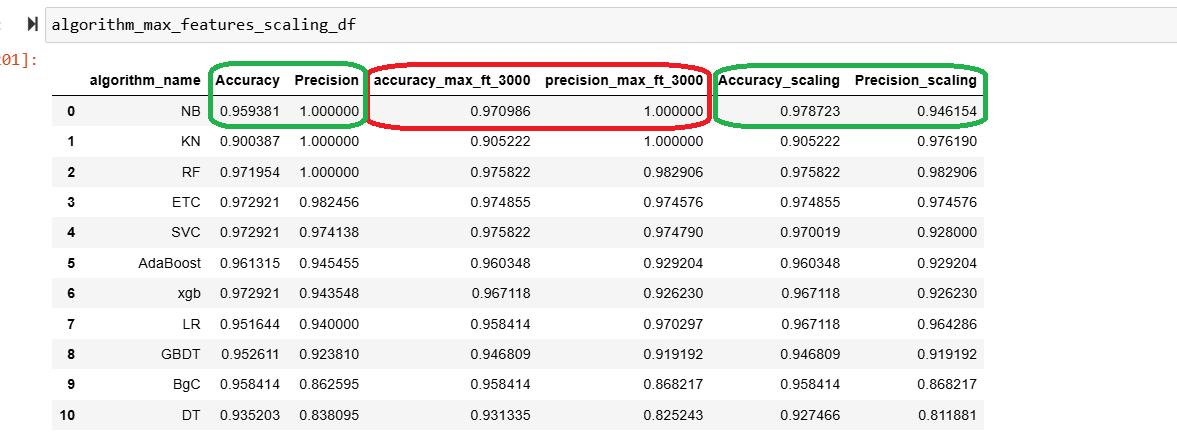 algorithm_max_features_scaling_df
01]:
algorithm_name Accuracy Precision accuracy_max_ft_3000 precision_max_ft_3000 Accuracy_scaling Precision_scaling
0 NB 0.959381 1.000000 0.970986 1.000000 0.978723 0.946154
1 KN 0.900387 1.000000 0.905222 1.000000 0.905222 0.976190
2 RF 0.971954 1.000000 0.975822 0.982906 0.975822 0.982906
3 ETC 0.972921 0.982456 0.974855 0.974576 0.974855 0.974576
4 SVC 0.972921 0.974138 0.975822 0.974790 0.970019 0.928000
5 AdaBoost 0.961315 0.945455 0.960348 0.929204 0.960348 0.929204
6 xgb 0.972921 0.943548 0.967118 0.926230 0.967118 0.926230
7 LR 0.951644 0.940000 0.958414 0.970297 0.967118 0.964286
8 GBDT 0.952611 0.923810 0.946809 0.919192 0.946809 0.919192
9 BgC 0.958414 0.862595 0.958414 0.868217 0.958414 0.868217
10 DT 0.935203 0.838095 0.931335 0.825243 0.927466 0.811881